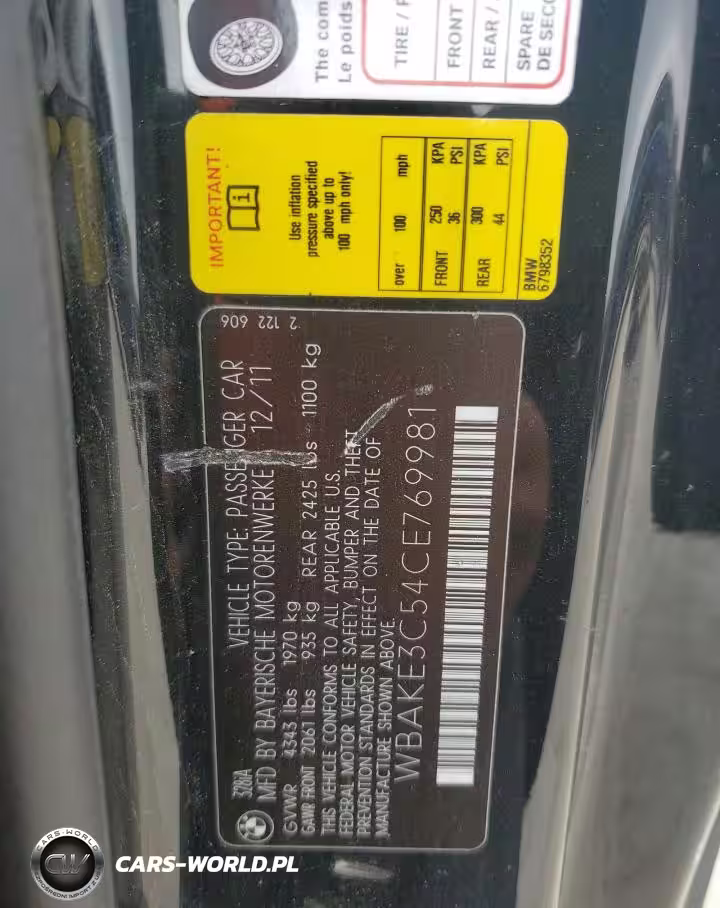 The com
Le poids
TIRE / P
FRONT /
REAR / 
SPARE
DE SECO
IMPORTANT!
i
Use inflation
pressure specified
above up to
100 mph only!
over 100 mph
FRONT 250 KPA
36 PSI
REAR 300 KPA
44 PSI
BMW
6798352
2 122 606
328iA VEHICLE TYPE: PASSENGER CAR
MFD BY BAYERISCHE MOTORENWERKE 12/11
GVWR 4343 lbs 1970 kg
GAWR FRONT 2061 lbs 935 kg REAR 2425 lbs 1100 kg
THIS VEHICLE CONFORMS TO ALL APPLICABLE U.S.
FEDERAL MOTOR VEHICLE SAFETY, BUMPER AND THEFT
PREVENTION STANDARDS IN EFFECT ON THE DATE OF
MANUFACTURE SHOWN ABOVE.
WBAKE3C54CE769981
CARS-WORLD
CW
CARS-WORLD.PL